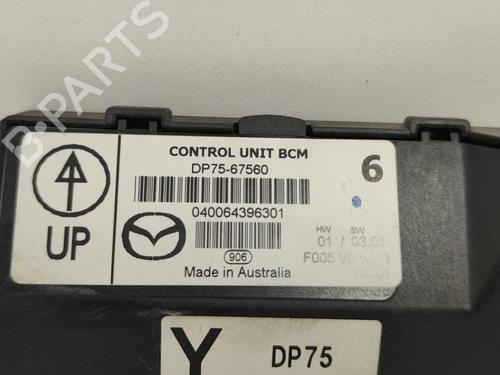 CONTROL UNIT BCM
DP75-67560
6
040064396301
UP
HW SW
01 / 03.01
906
Made in Australia
Y DP75
B-PARTS